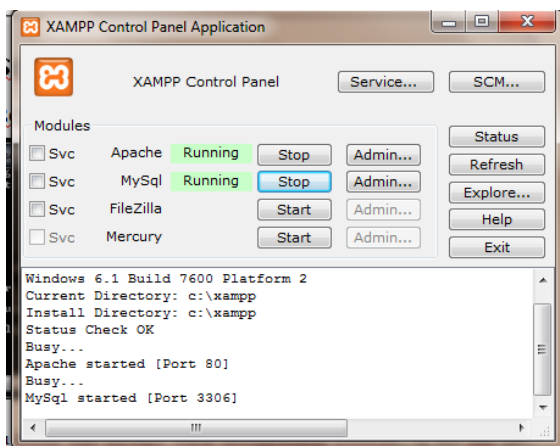 XAMPP Control Panel Application
XAMPP Control Panel Service... SCM...
Modules
Svc Apache Running Stop Admin...
Svc MySql Running Stop Admin...
Svc FileZilla Start Admin...
Svc Mercury Start Admin...
Status
Refresh
Explore...
Help
Exit
Windows 6.1 Build 7600 Platform 2
Current Directory: c:\xampp
Install Directory: c:\xampp
Status Check OK
Busy...
Apache started [Port 80]
Busy...
MySql started [Port 3306]